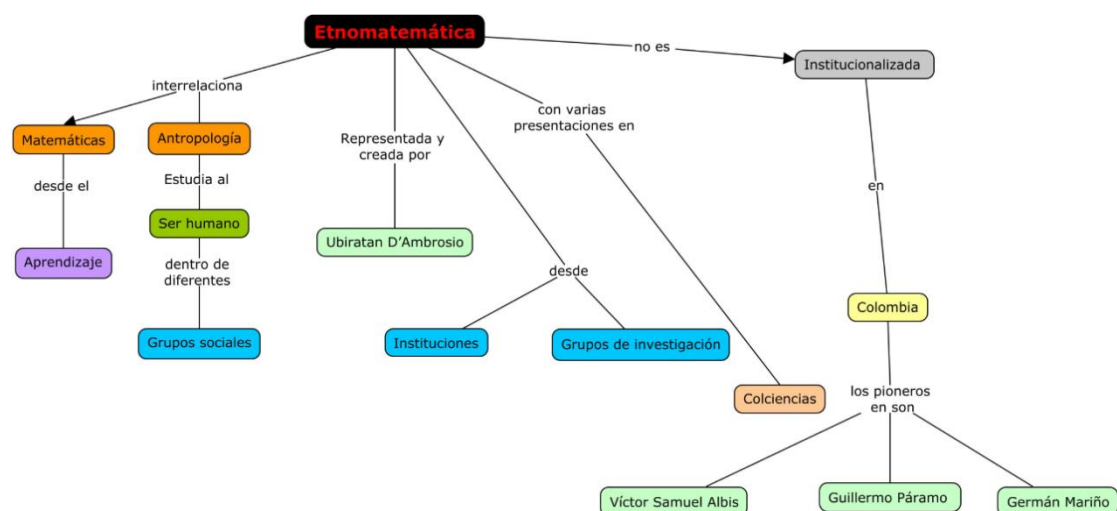 Etnomatemática
no es
Institucionalizada
interrelaciona
con varias
presentaciones en
Matemáticas
Antropología
Representada y
creada por
desde el
Estudia al
en
Ser humano
Ubiratan D'Ambrosio
Aprendizaje
dentro de
diferentes
desde
Colombia
Grupos sociales
Instituciones
Grupos de investigación
Colciencias
los pioneros
en son
Víctor Samuel Albis
Guillermo Páramo
Germán Mariño